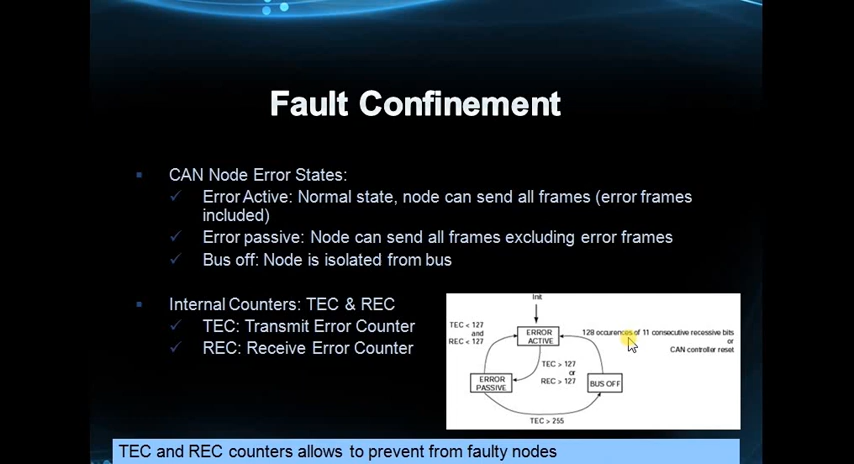 Fault Confinement
CAN Node Error States:
Error Active: Normal state, node can send all frames (error frames
included)
Error passive: Node can send all frames excluding error frames
Bus off: Node is isolated from bus
Internal Counters: TEC & REC
TEC: Transmit Error Counter
REC: Receive Error Counter
Init
TEC < 127
and
REC < 127
ERROR
ACTIVE
128 occurences of 11 consecutive recessive bits
or
CAN controller reset
TEC > 127
or
REC > 127
ERROR
PASSIVE
BUS OFF
TEC > 255
TEC and REC counters allows to prevent from faulty nodes